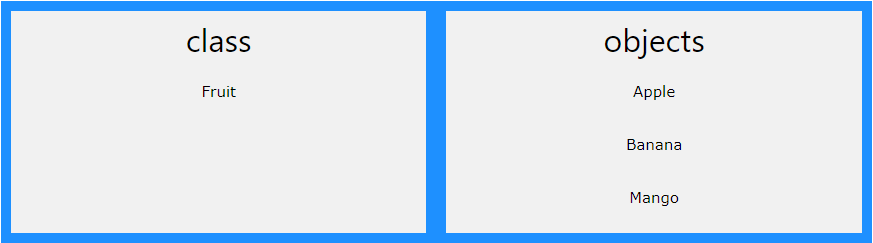 class
Fruit
objects
Apple
Banana
Mango